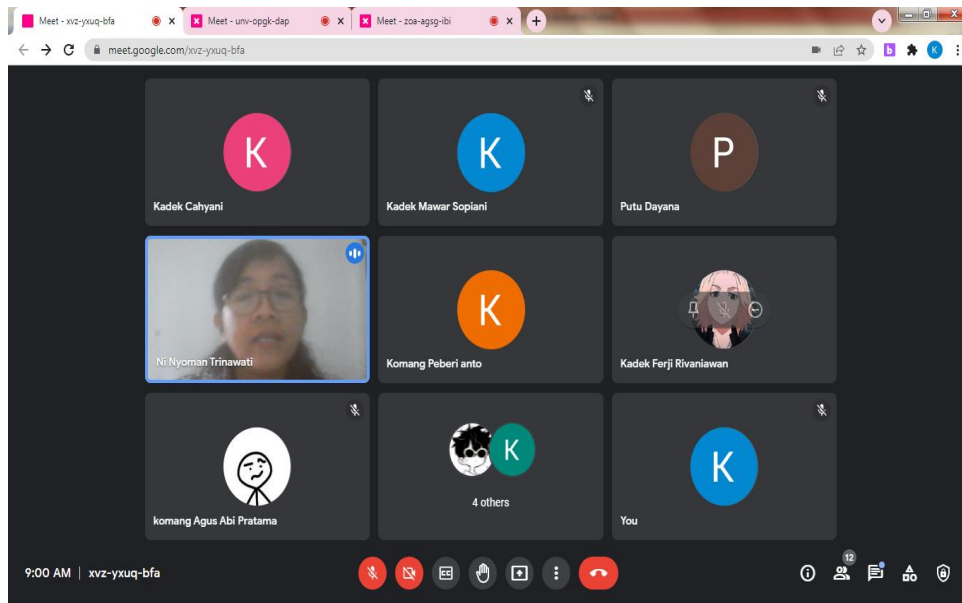 Meet - xvz-yxuq-bfa
Meet - unv-opgk-dap
Meet - zoa-agsg-ibi
meet.google.com/xvz-yxuq-bfa
b
K
K
K
P
Kadek Cahyani
Kadek Mawar Sopiani
Putu Dayana
K
Ni Nyoman Trinawati
Komang Peberi anto
Kadek Ferji Rivaniawan
K
K
4 others
komang Agus Abi Pratama
You
9:00 AM | xvz-yxuq-bfa
CC
12